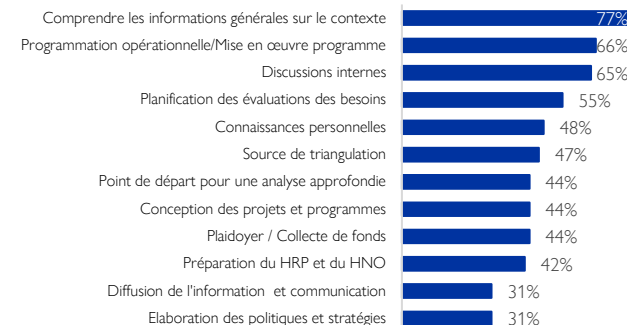 Comprendre les informations générales sur le contexte 77%
Programmation opérationnelle/Mise en œuvre programme 66%
Discussions internes 65%
Planification des évaluations des besoins 55%
Connaissances personnelles 48%
Source de triangulation 47%
Point de départ pour une analyse approfondie 44%
Conception des projets et programmes 44%
Plaidoyer / Collecte de fonds 44%
Préparation du HRP et du HNO 42%
Diffusion de l'information et communication 31%
Elaboration des politiques et stratégies 31%